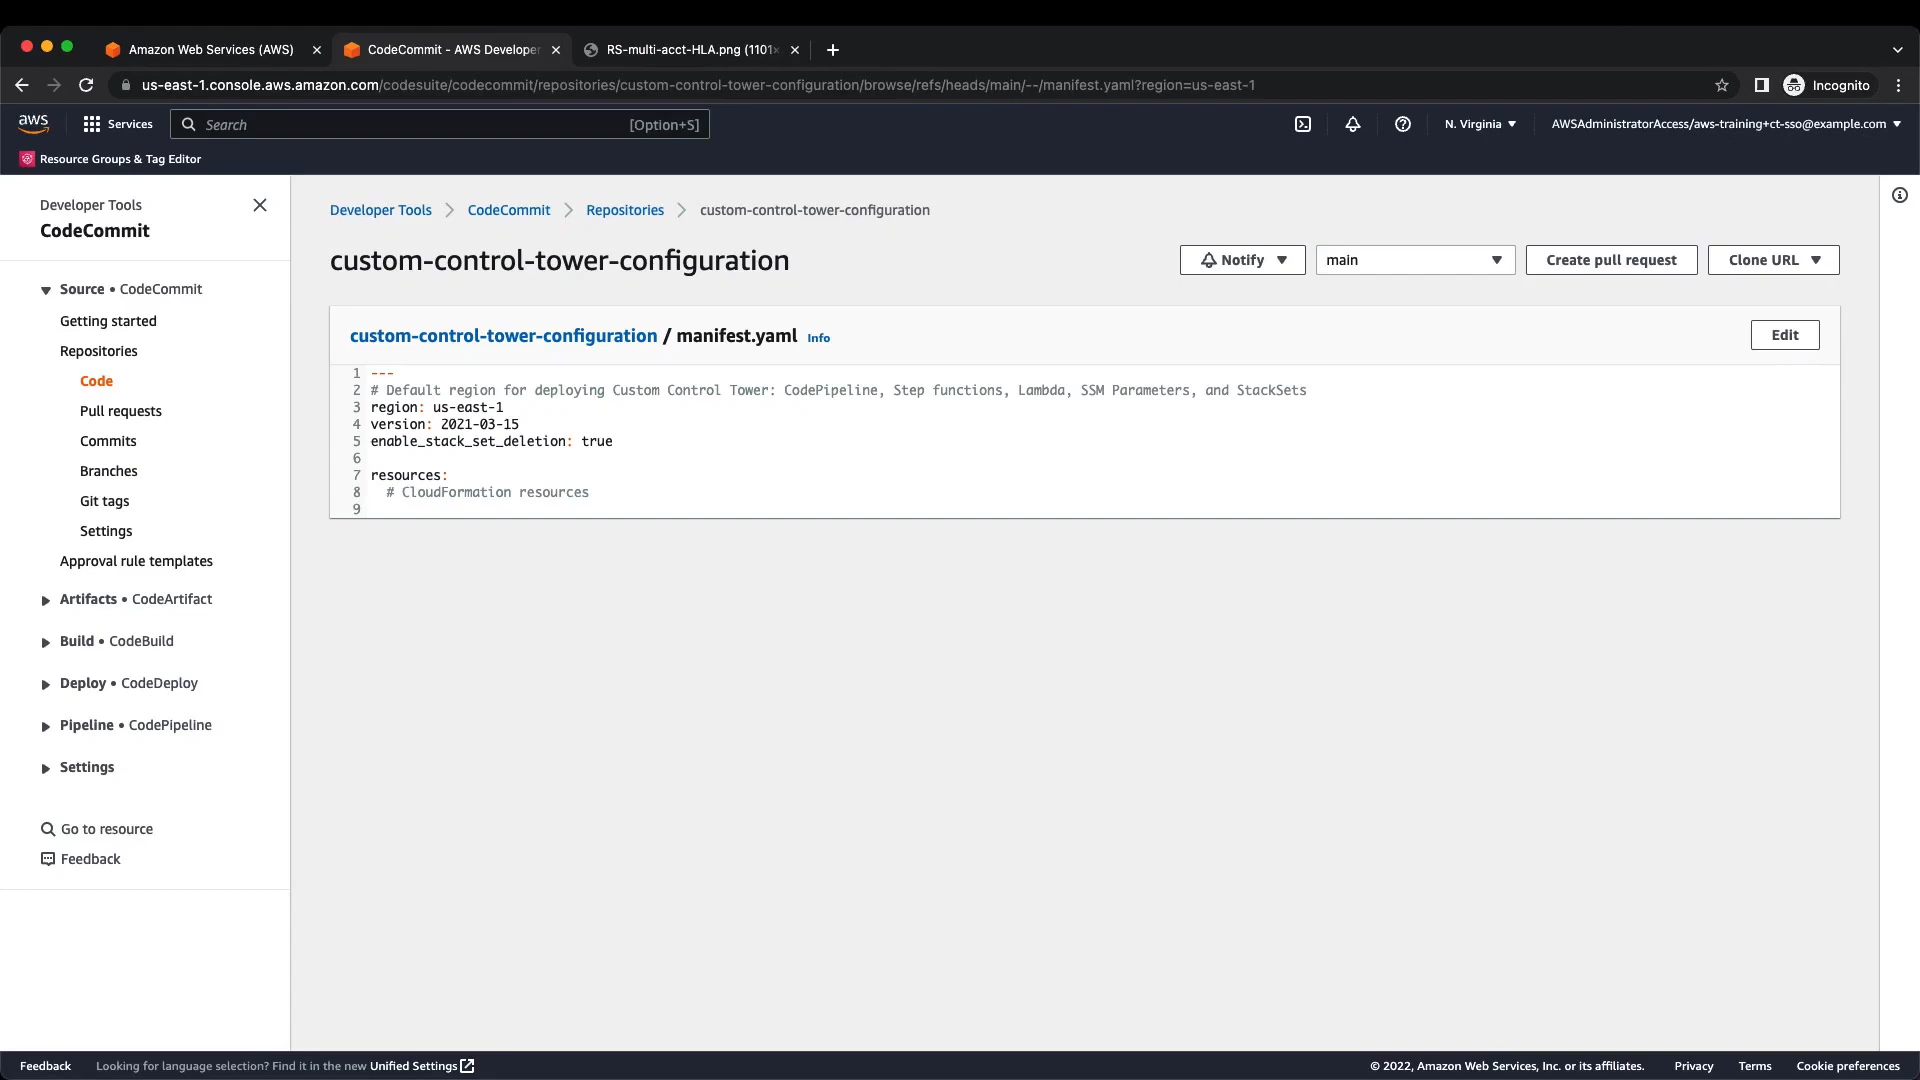 Amazon Web Services (AWS)
CodeCommit - AWS Developer
RS-multi-acct-HLA.png (1101×
us-east-1.console.aws.amazon.com/codesuite/codecommit/repositories/custom-control-tower-configuration/browse/refs/heads/main/--/manifest.yaml?region=us-east-1
Incognito
aws
Services
Search
[Option+S]
N. Virginia
AWSAdministratorAccess/aws-training+ct-sso@example.com
Resource Groups & Tag Editor
Developer Tools
CodeCommit
Source • CodeCommit
Getting started
Repositories
Code
Pull requests
Commits
Branches
Git tags
Settings
Approval rule templates
Artifacts • CodeArtifact
Build • CodeBuild
Deploy • CodeDeploy
Pipeline • CodePipeline
Settings
Go to resource
Feedback
Developer Tools
CodeCommit
Repositories
custom-control-tower-configuration
custom-control-tower-configuration
Notify
main
Create pull request
Clone URL
custom-control-tower-configuration / manifest.yaml Info
Edit
1 ---
2 # Default region for deploying Custom Control Tower: CodePipeline, Step functions, Lambda, SSM Parameters, and StackSets
3 region: us-east-1
4 version: 2021-03-15
5 enable_stack_set_deletion: true
6
7 resources:
8 # CloudFormation resources
9
Feedback
Looking for language selection? Find it in the new Unified Settings
© 2022, Amazon Web Services, Inc. or its affiliates.
Privacy
Terms
Cookie preferences